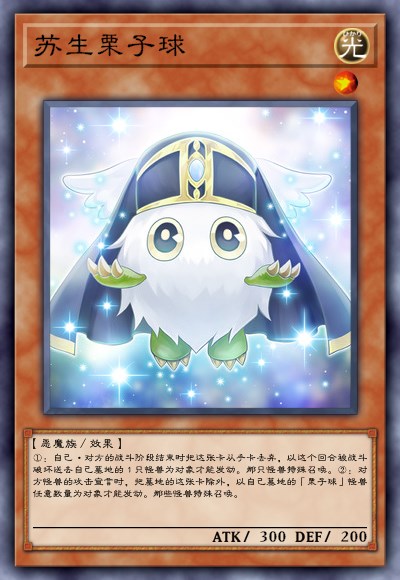 苏生栗子球
ひかり
光
【恶魔族/效果】
①：自己·对方的战斗阶段结束时把这张卡从手卡丢弃，以这个回合被战斗
破坏送去自己墓地的1只怪兽为对象才能发动。那只怪兽特殊召唤。②：对
方怪兽的攻击宣言时，把墓地的这张卡除外，以自己墓地的「栗子球」怪兽
任意数量为对象才能发动。那些怪兽特殊召唤。
ATK/ 300 DEF/ 200